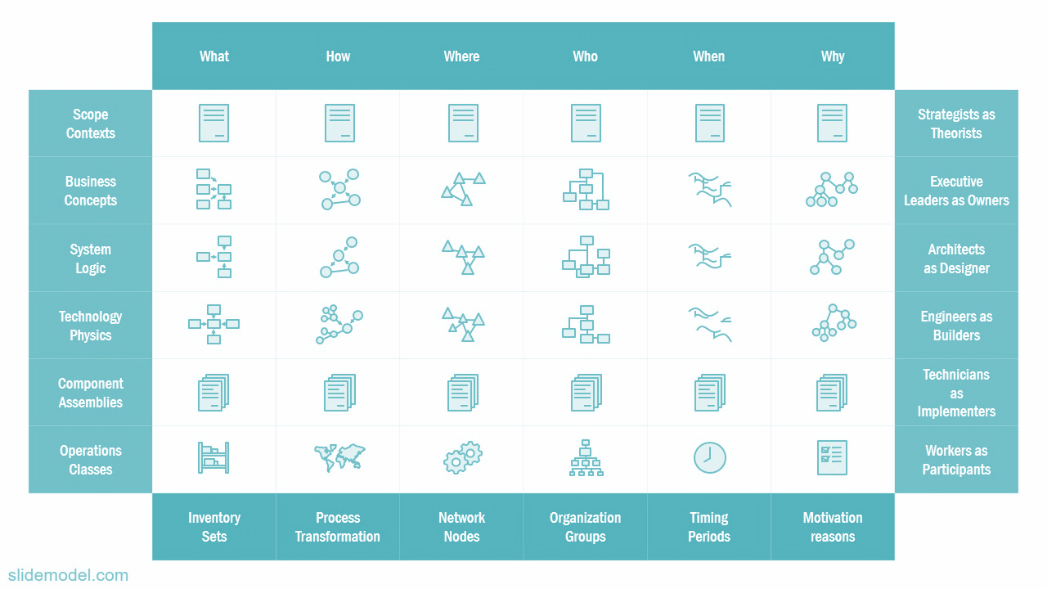 What
How
Where
Who
When
Why
Scope
Contexts
Strategists as
Theorists
Business
Concepts
Executive
Leaders as Owners
System
Logic
Architects
as Designer
Technology
Physics
Engineers as
Builders
Component
Assemblies
Technicians
as
Implementers
Operations
Classes
Workers as
Participants
Inventory
Sets
Process
Transformation
Network
Nodes
Organization
Groups
Timing
Periods
Motivation
reasons
slidemodel.com